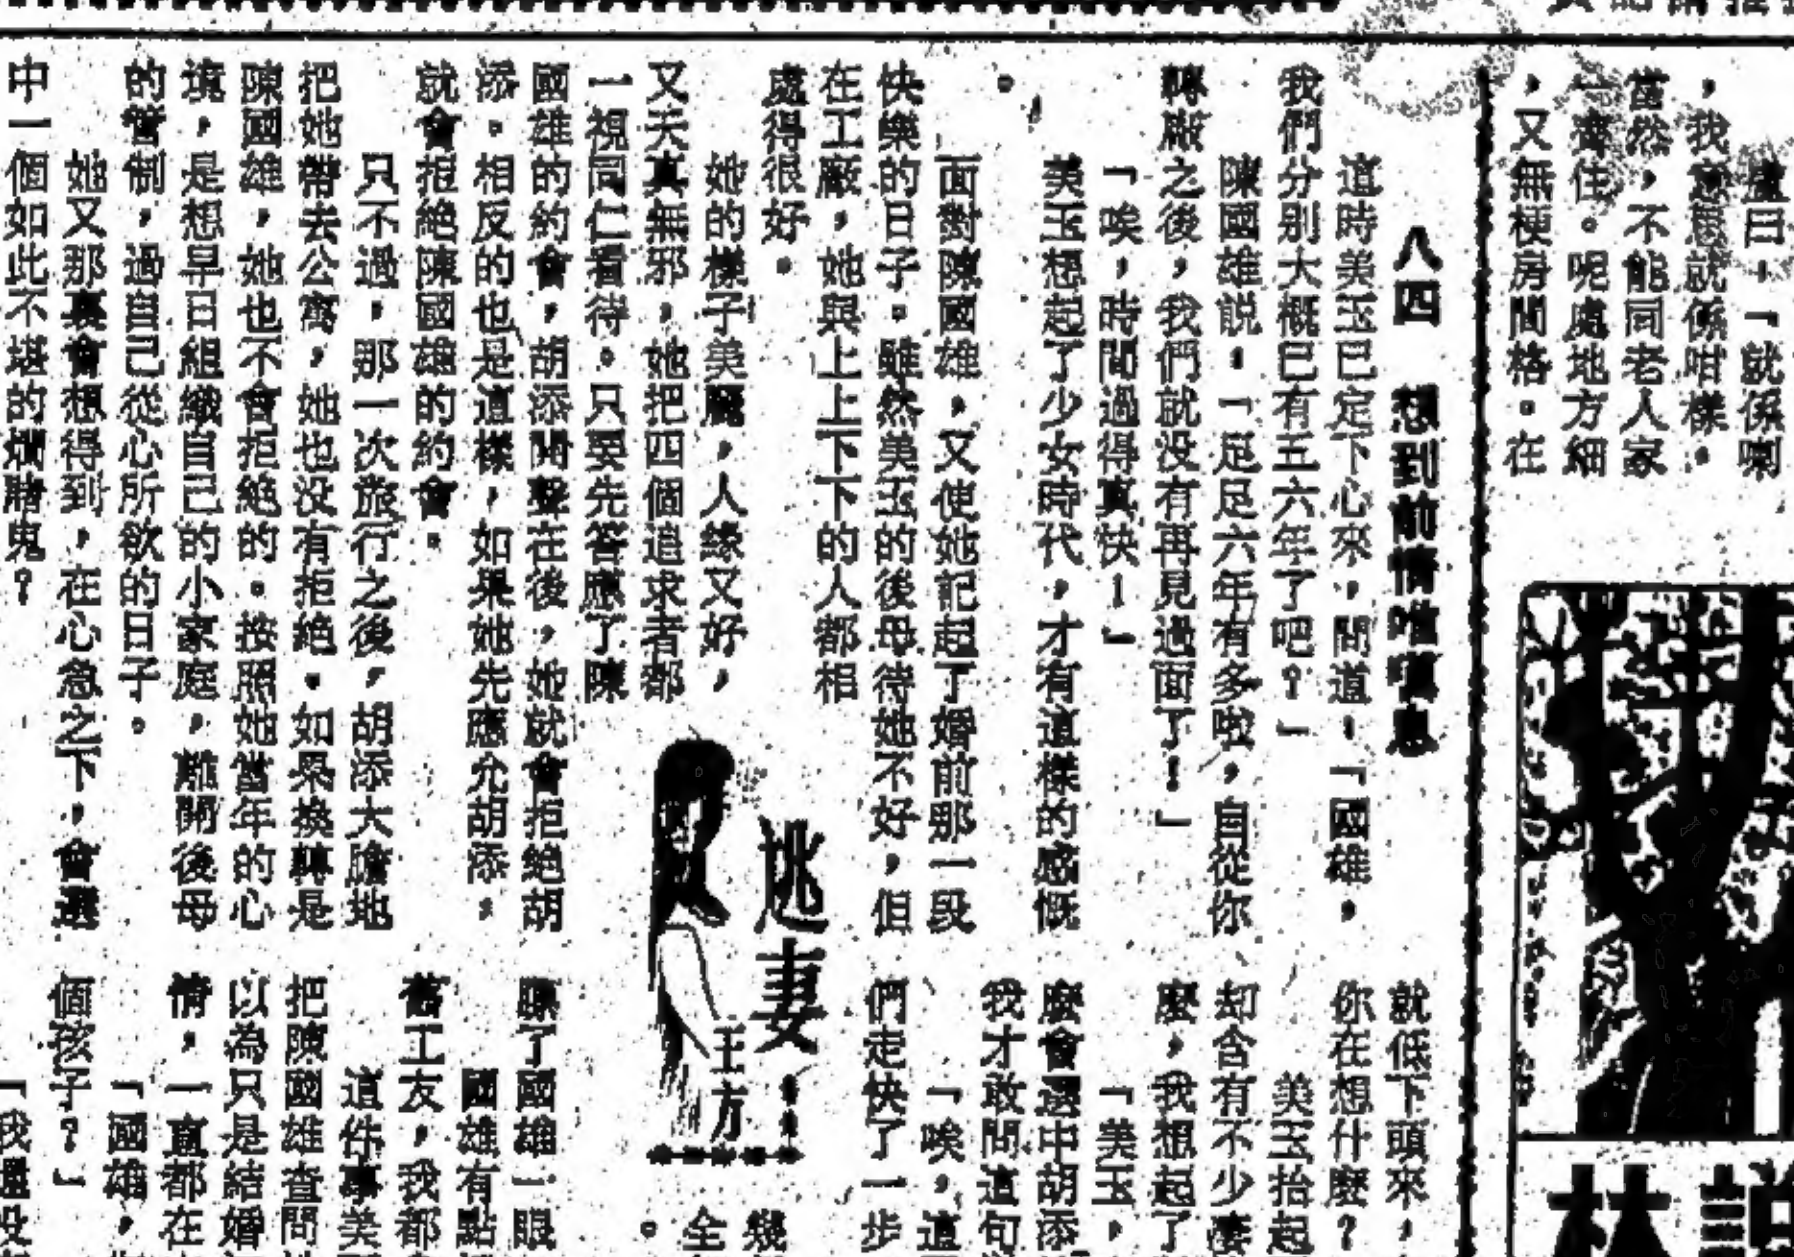 盧曰，「就係喇
，我意思就係咁樣。
當然，不能同老人家
一齊住。呢處地方細
，又無梗房間格。在
八四　想到前情唯嘆息
這時美玉已定下心來，問道：「國雄，
我們分別大概已有五六年了吧？」
陳國雄說：「足足六年有多啦，自從你
轉廠之後，我們就没有再見過面了！」
「唉，時間過得真快！」
美玉想起了少女時代，才有這樣的感慨
。
面對陳國雄，又使她記起了婚前那一段
快樂的日子。雖然美玉的後母待她不好，但
在工廠，她與上上下下的人都相
處得很好。
她的樣子美麗，人緣又好，
又天真無邪，她把四個追求者都
一視同仁看待。只要先答應了陳
國雄的約會，胡添開聲在後，她就會拒絕胡
添。相反的也是這樣，如果她先應允胡添，
就會拒絕陳國雄的約會。
只不過，那一次旅行之後，胡添大膽地
把她帶去公寓，她也没有拒絕。如果換轉是
陳國雄，她也不會拒絕的。按照她當年的心
境，是想早日組織自己的小家庭，離開後母
的管制，過自己從心所欲的日子。
她又那裏會想得到，在心急之下，會選
中一個如此不堪的爛賭鬼？
逃妻
王方
就低下頭來，
你在想什麼？
美玉抬起
却含有不少凄
麼，我想起了
「美玉，
麼會選中胡添
我才敢問這句
「唉，這
們走快了一步
幾
全
。
陳了國雄一眼
國雄有點
舊工友，我都
這件事美
把陳國雄查問
以為只是結婚
情，一直都在
「國雄，
個孩子？」
「我還没
説
林